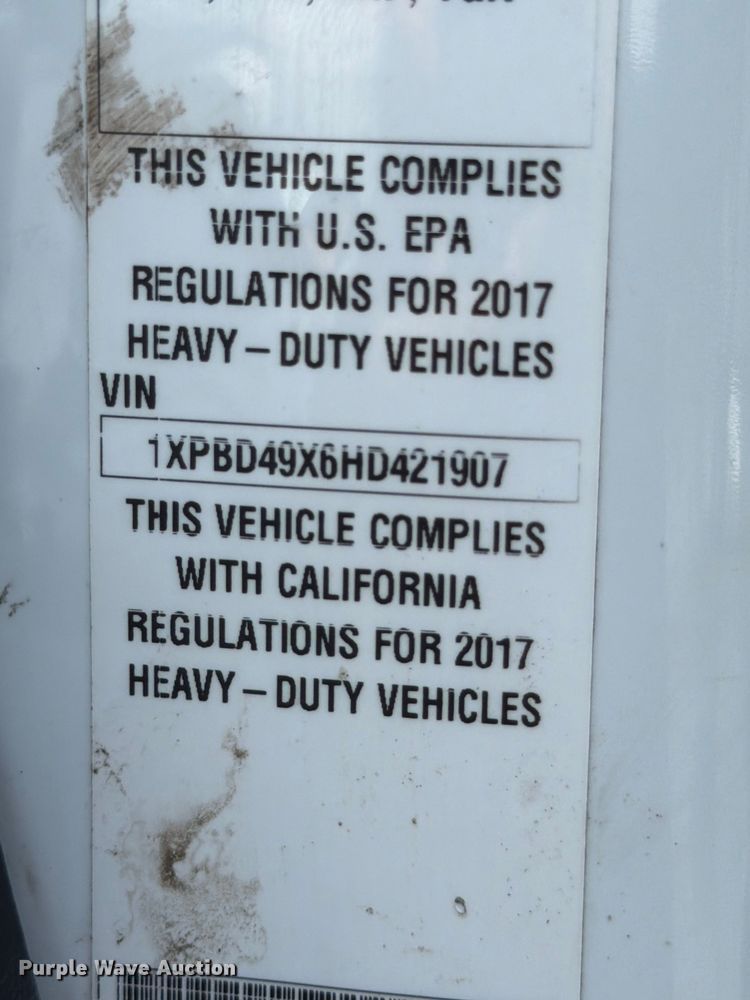 THIS VEHICLE COMPLIES
WITH U.S. EPA
REGULATIONS FOR 2017
HEAVY – DUTY VEHICLES
VIN
1XPBD49X6HD421907
THIS VEHICLE COMPLIES
WITH CALIFORNIA
REGULATIONS FOR 2017
HEAVY – DUTY VEHICLES
Purple Wave Auction